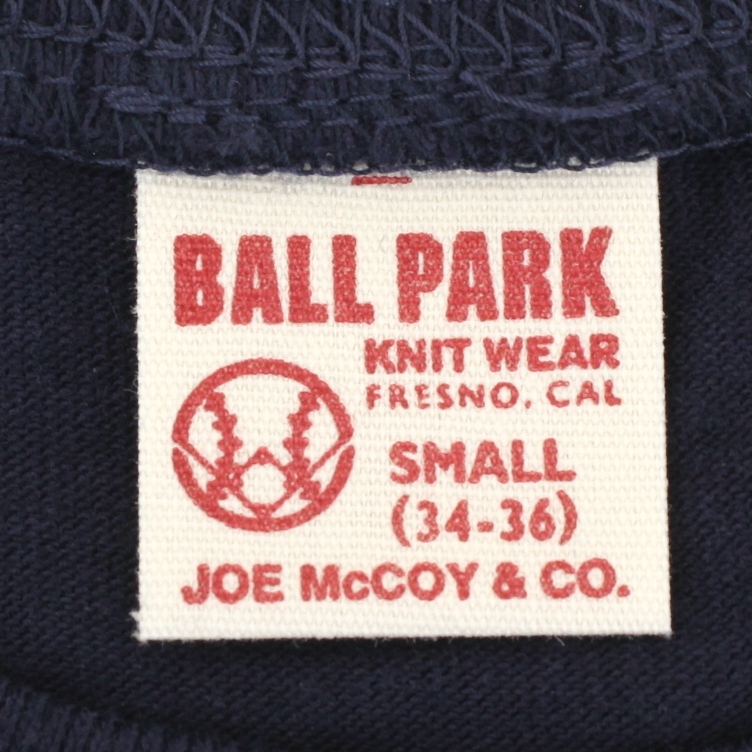 BALL PARK
KNIT WEAR
FRESNO. CAL
SMALL
(34-36)
JOE McCOY & CO.